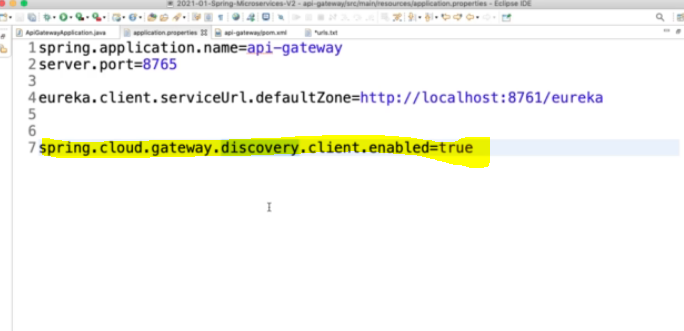 2021-01-Spring-Microservices-V2 - api-gateway/src/main/resources/application.properties - Eclipse IDE
ApiGatewayApplication.java
application.properties
api-gateway/pom.xml
*urls.txt
1 spring.application.name=api-gateway
2 server.port=8765
3
4 eureka.client.serviceUrl.defaultZone=http://localhost:8761/eureka
5
6
7 spring.cloud.gateway.discovery.client.enabled=true